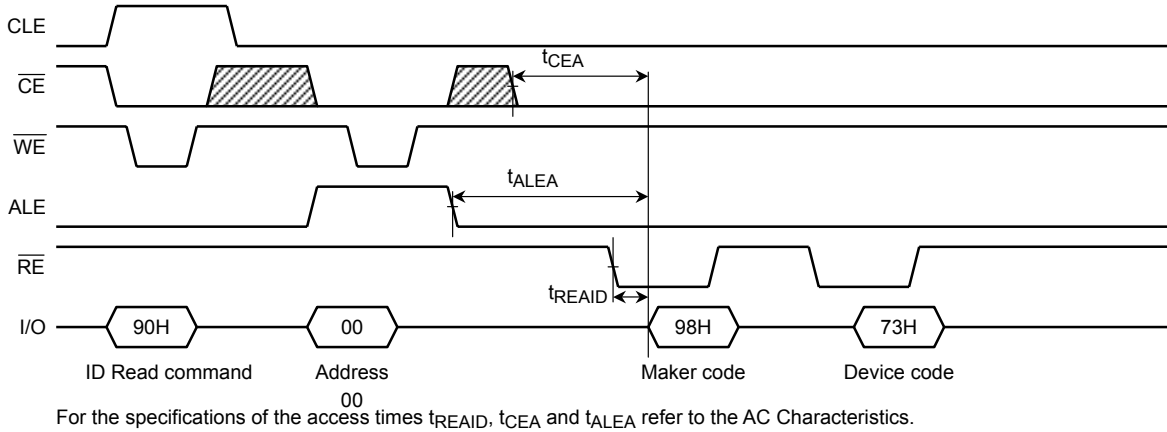 CLE
CE
tCEA
WE
tALEA
ALE
RE
tREAID
I/O 90H 00 98H 73H
ID Read command Address Maker code Device code
00
For the specifications of the access times tREAID, tCEA and tALEA refer to the AC Characteristics.